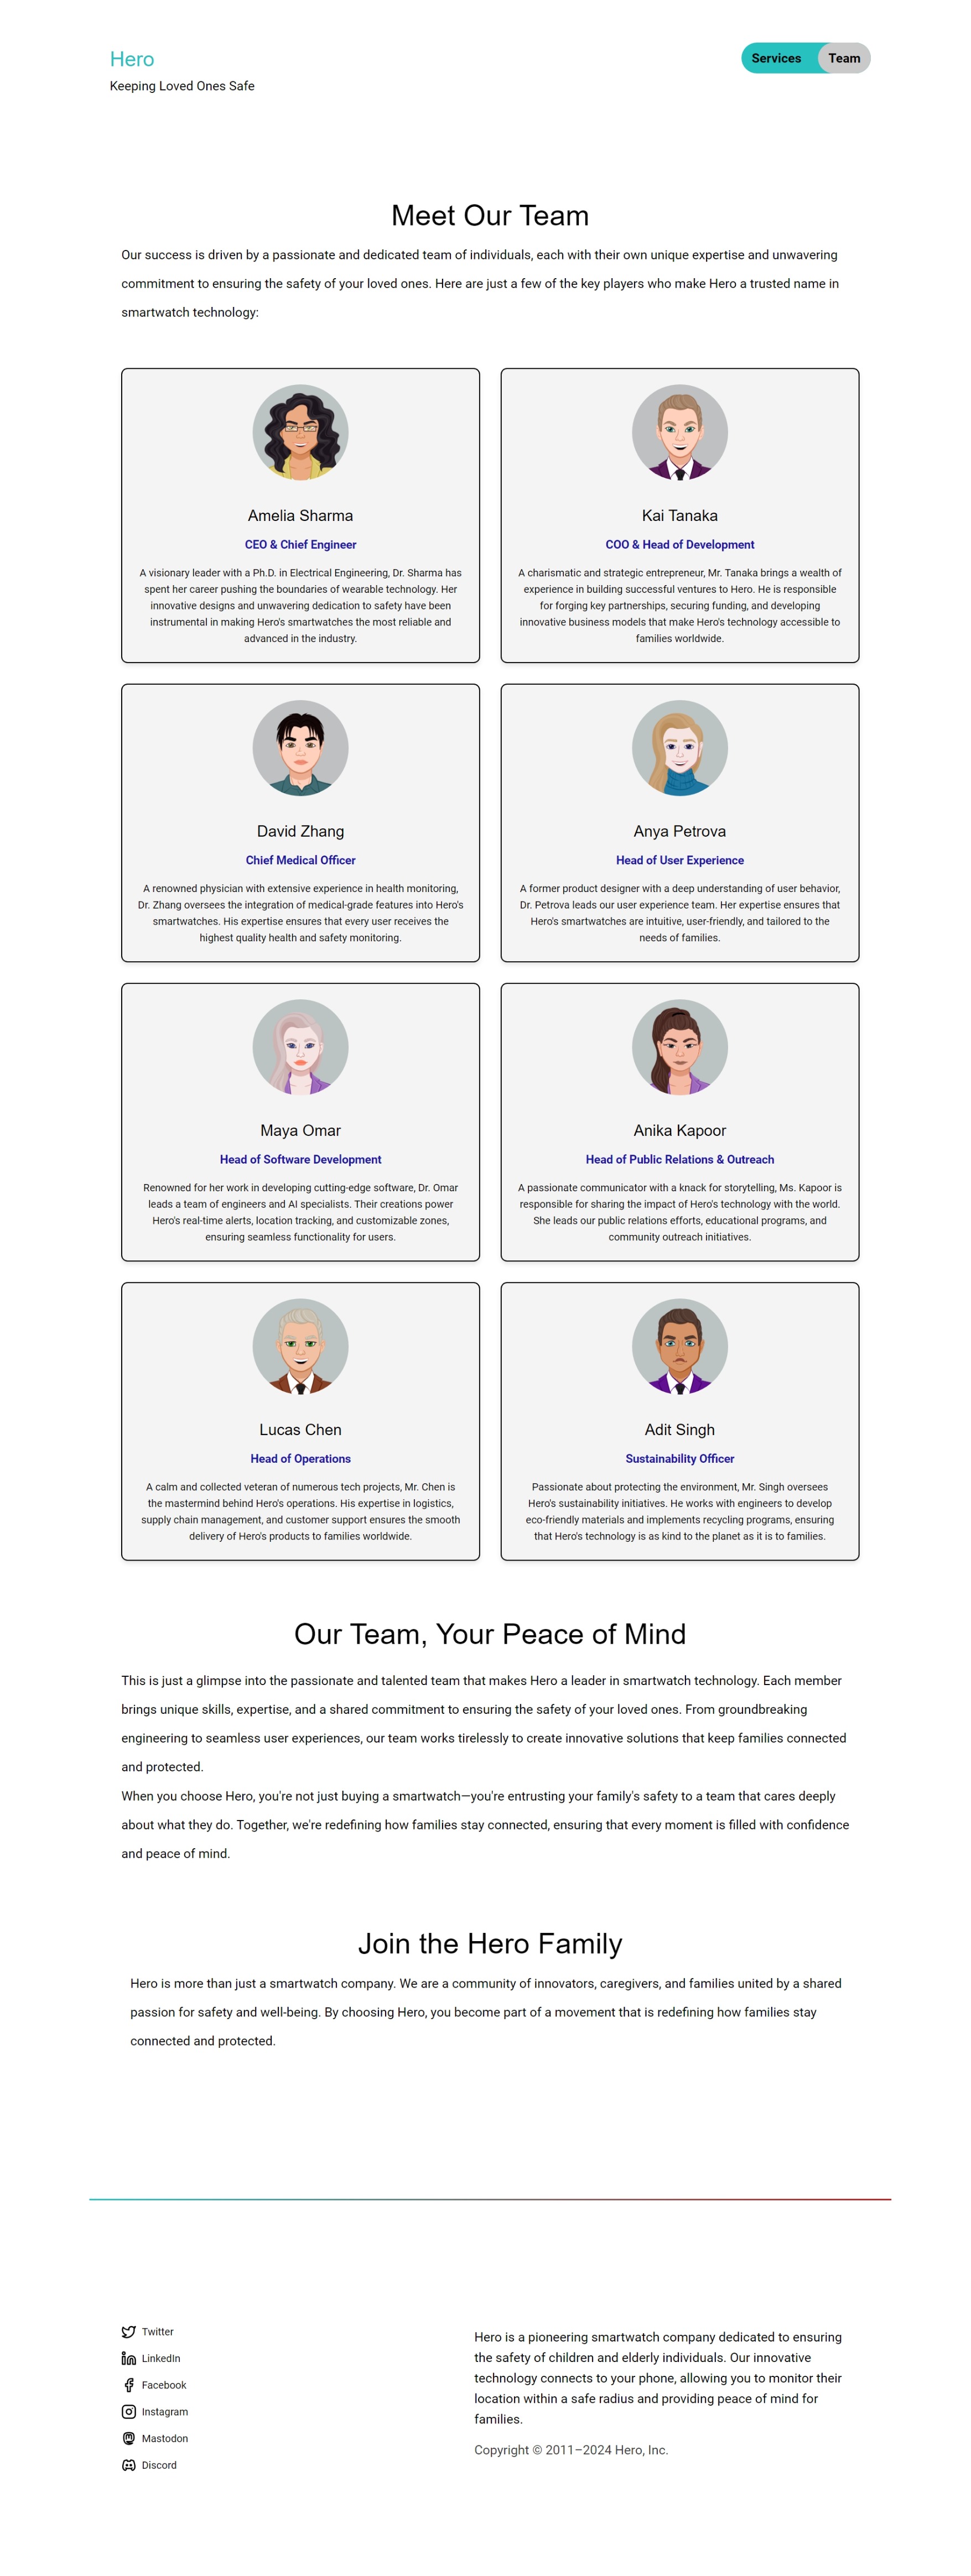 Hero
Keeping Loved Ones Safe
Services
Team
Meet Our Team
Our success is driven by a passionate and dedicated team of individuals, each with their own unique expertise and unwavering
commitment to ensuring the safety of your loved ones. Here are just a few of the key players who make Hero a trusted name in
smartwatch technology:
Amelia Sharma
CEO & Chief Engineer
A visionary leader with a Ph.D. in Electrical Engineering, Dr. Sharma has
spent her career pushing the boundaries of wearable technology. Her
innovative designs and unwavering dedication to safety have been
instrumental in making Hero's smartwatches the most reliable and
advanced in the industry.
Kai Tanaka
COO & Head of Development
A charismatic and strategic entrepreneur, Mr. Tanaka brings a wealth of
experience in building successful ventures to Hero. He is responsible
for forging key partnerships, securing funding, and developing
innovative business models that make Hero's technology accessible to
families worldwide.
David Zhang
Chief Medical Officer
A renowned physician with extensive experience in health monitoring,
Dr. Zhang oversees the integration of medical-grade features into Hero's
smartwatches. His expertise ensures that every user receives the
highest quality health and safety monitoring.
Anya Petrova
Head of User Experience
A former product designer with a deep understanding of user behavior,
Dr. Petrova leads our user experience team. Her expertise ensures that
Hero's smartwatches are intuitive, user-friendly, and tailored to the
needs of families.
Maya Omar
Head of Software Development
Renowned for her work in developing cutting-edge software, Dr. Omar
leads a team of engineers and AI specialists. Their creations power
Hero's real-time alerts, location tracking, and customizable zones,
ensuring seamless functionality for users.
Anika Kapoor
Head of Public Relations & Outreach
A passionate communicator with a knack for storytelling, Ms. Kapoor is
responsible for sharing the impact of Hero's technology with the world.
She leads our public relations efforts, educational programs, and
community outreach initiatives.
Lucas Chen
Head of Operations
A calm and collected veteran of numerous tech projects, Mr. Chen is
the mastermind behind Hero's operations. His expertise in logistics,
supply chain management, and customer support ensures the smooth
delivery of Hero's products to families worldwide.
Adit Singh
Sustainability Officer
Passionate about protecting the environment, Mr. Singh oversees
Hero's sustainability initiatives. He works with engineers to develop
eco-friendly materials and implements recycling programs, ensuring
that Hero's technology is as kind to the planet as it is to families.
Our Team, Your Peace of Mind
This is just a glimpse into the passionate and talented team that makes Hero a leader in smartwatch technology. Each member
brings unique skills, expertise, and a shared commitment to ensuring the safety of your loved ones. From groundbreaking
engineering to seamless user experiences, our team works tirelessly to create innovative solutions that keep families connected
and protected.
When you choose Hero, you're not just buying a smartwatch—you're entrusting your family's safety to a team that cares deeply
about what they do. Together, we're redefining how families stay connected, ensuring that every moment is filled with confidence
and peace of mind.
Join the Hero Family
Hero is more than just a smartwatch company. We are a community of innovators, caregivers, and families united by a shared
passion for safety and well-being. By choosing Hero, you become part of a movement that is redefining how families stay
connected and protected.
Twitter
LinkedIn
Facebook
Instagram
Mastodon
Discord
Hero is a pioneering smartwatch company dedicated to ensuring
the safety of children and elderly individuals. Our innovative
technology connects to your phone, allowing you to monitor their
location within a safe radius and providing peace of mind for
families.
Copyright © 2011–2024 Hero, Inc.